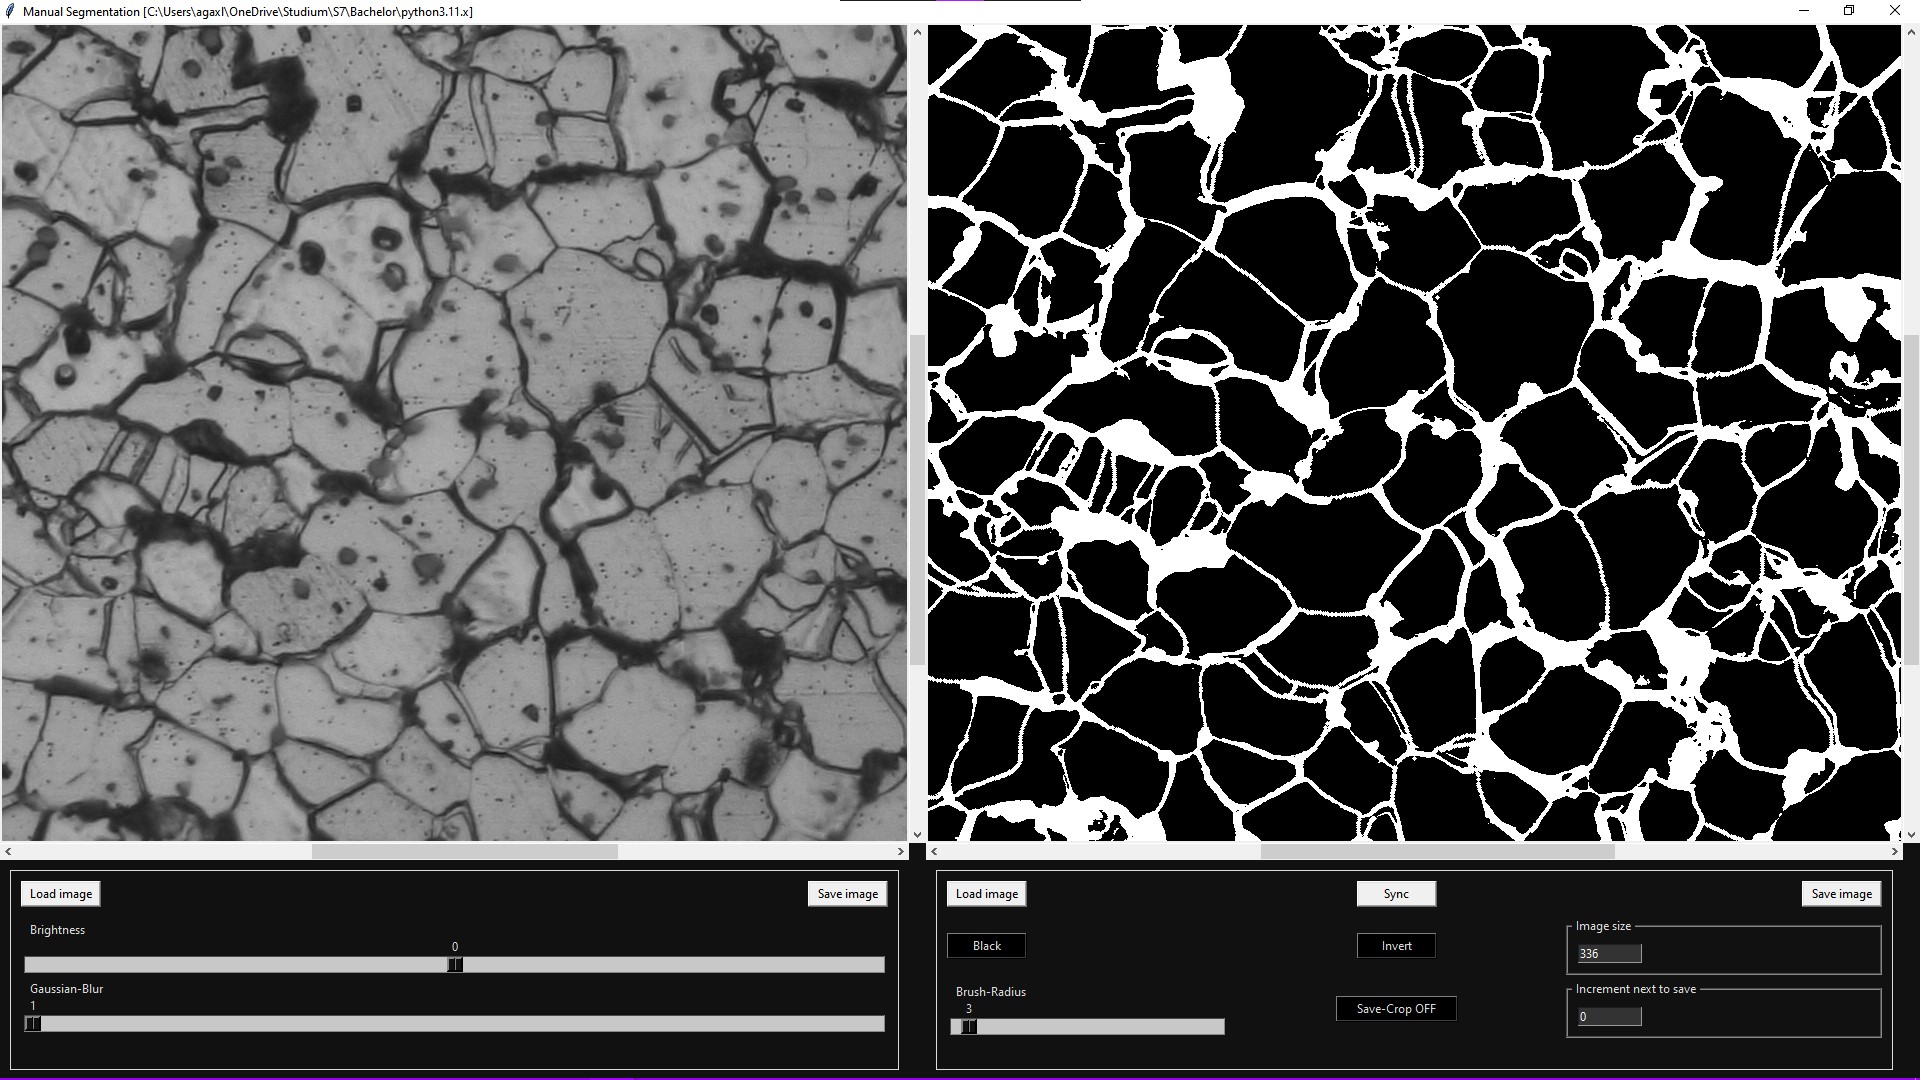 Manual Segmentation [C:\Users\agaxl\OneDrive\Studium\S7\Bachelor\python3.11.x]
Load image
Save image
Brightness
0
Gaussian-Blur
1
Load image
Sync
Save image
Black
Invert
Image size
336
Brush-Radius
3
Save-Crop OFF
Increment next to save
0